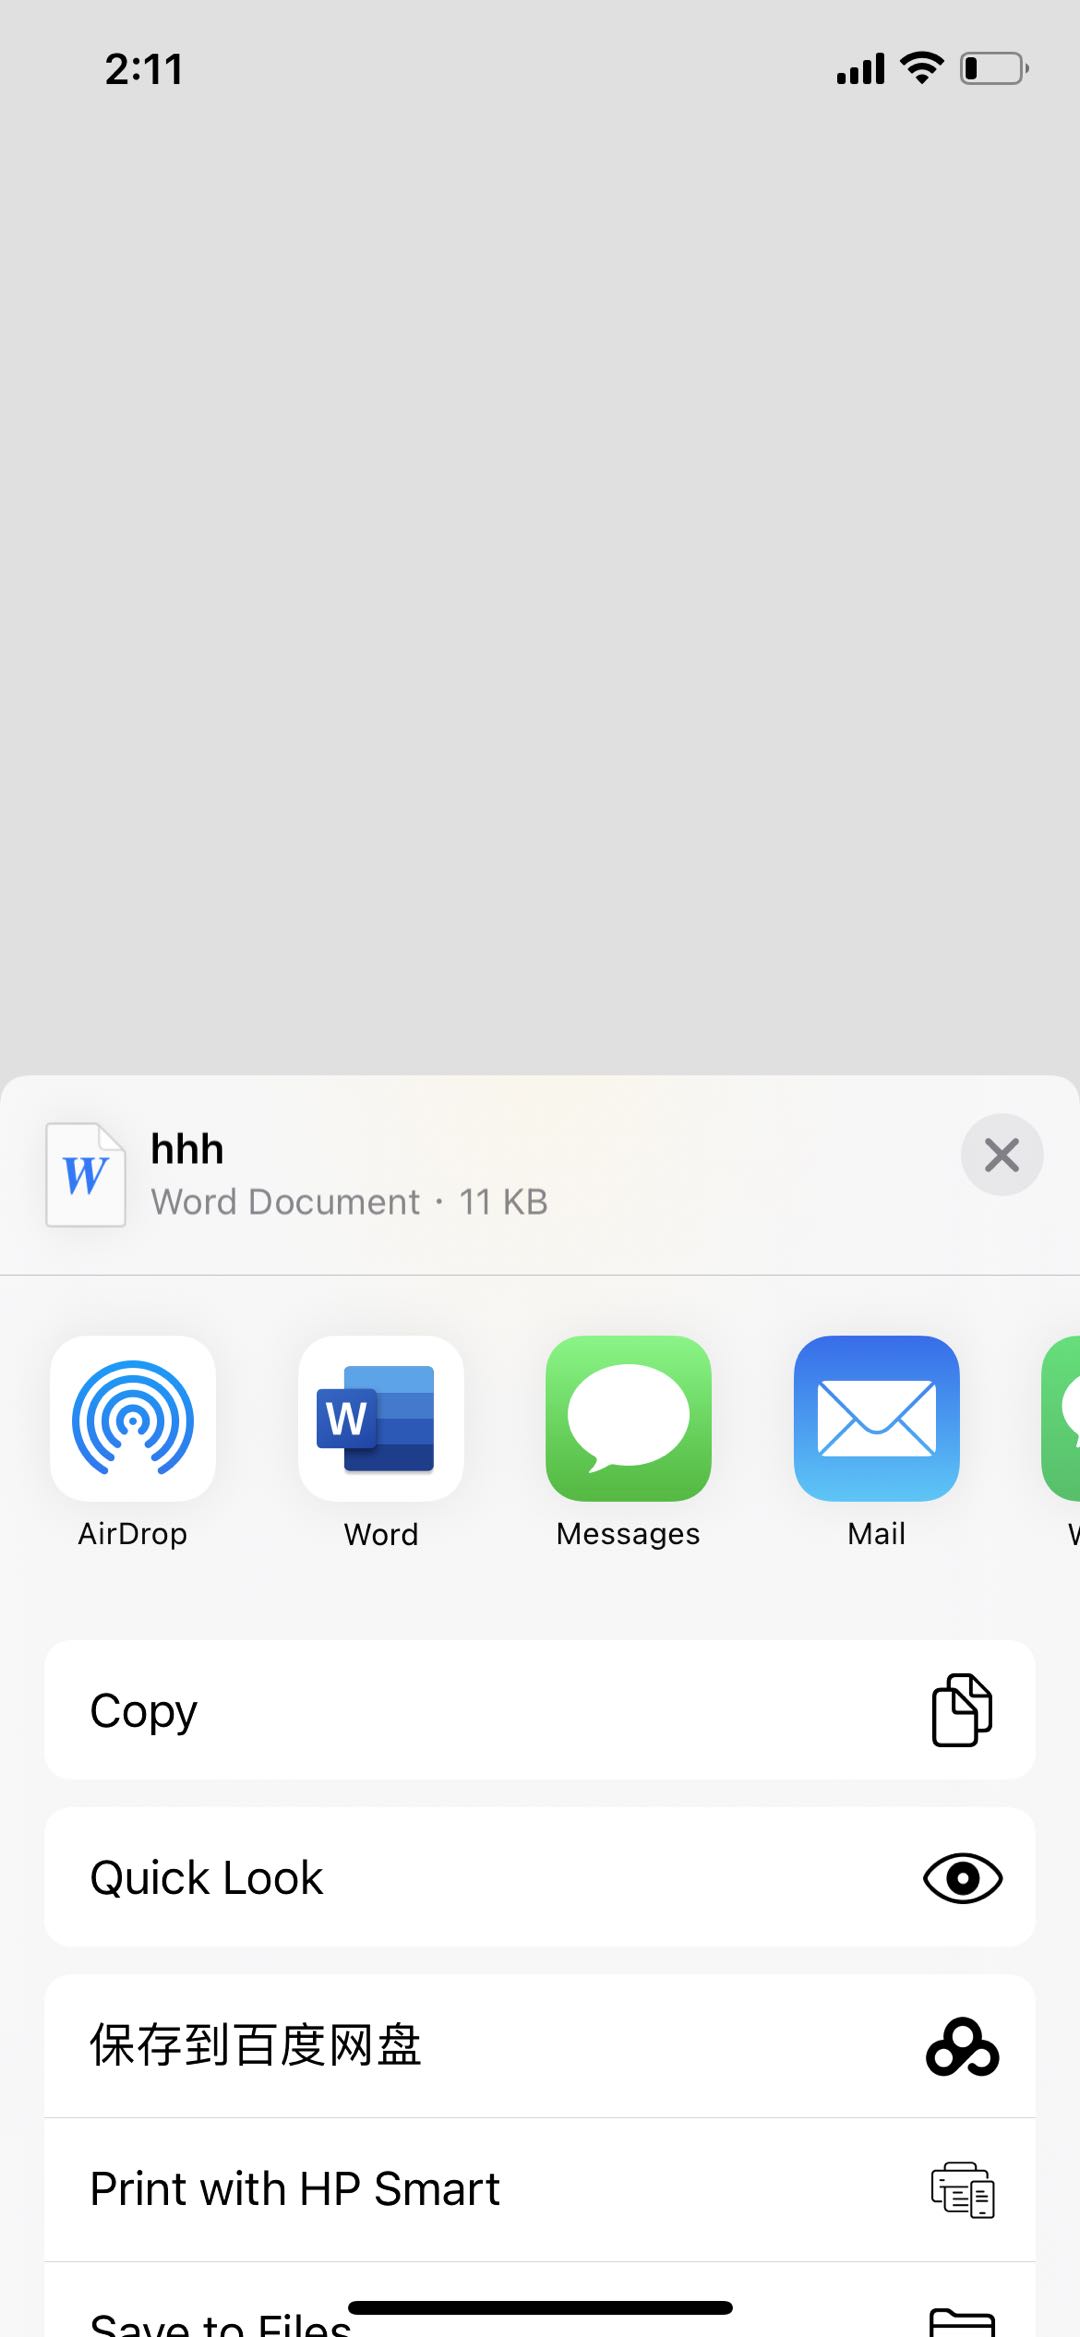 2:11
hhh
Word Document · 11 KB
W
W
AirDrop
Word
Messages
Mail
Copy
Quick Look
保存到百度网盘
Print with HP Smart
Save to Files